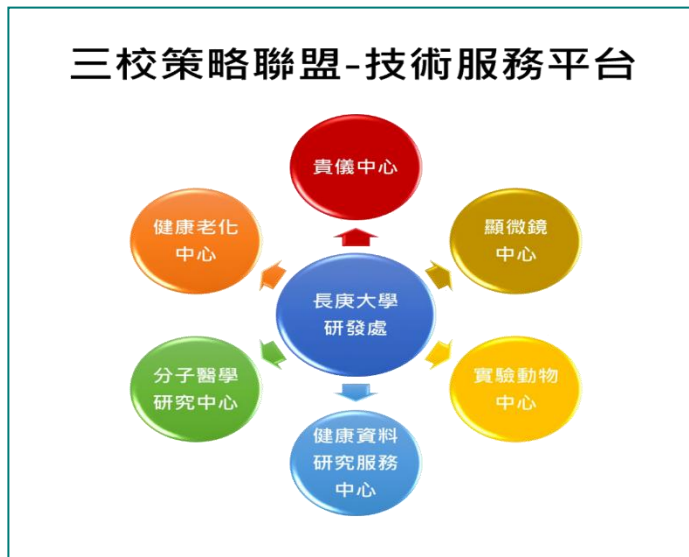 三校策略聯盟-技術服務平台
貴儀中心
顯微鏡
中心
實驗動物
中心
健康資料
研究服務
中心
分子醫學
研究中心
健康老化
中心
長庚大學
研發處